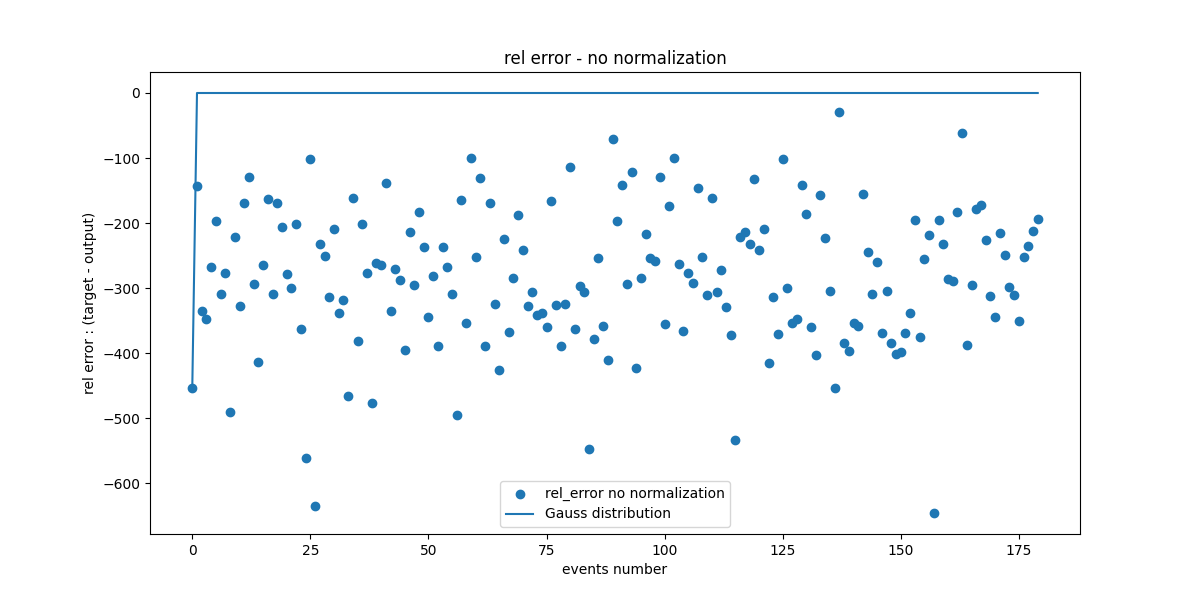 rel error - no normalization
0
−100
−200
−300
−400
−500
−600
rel error : (target - output)
rel_error no normalization
Gauss distribution
0 25 50 75 100 125 150 175
events number